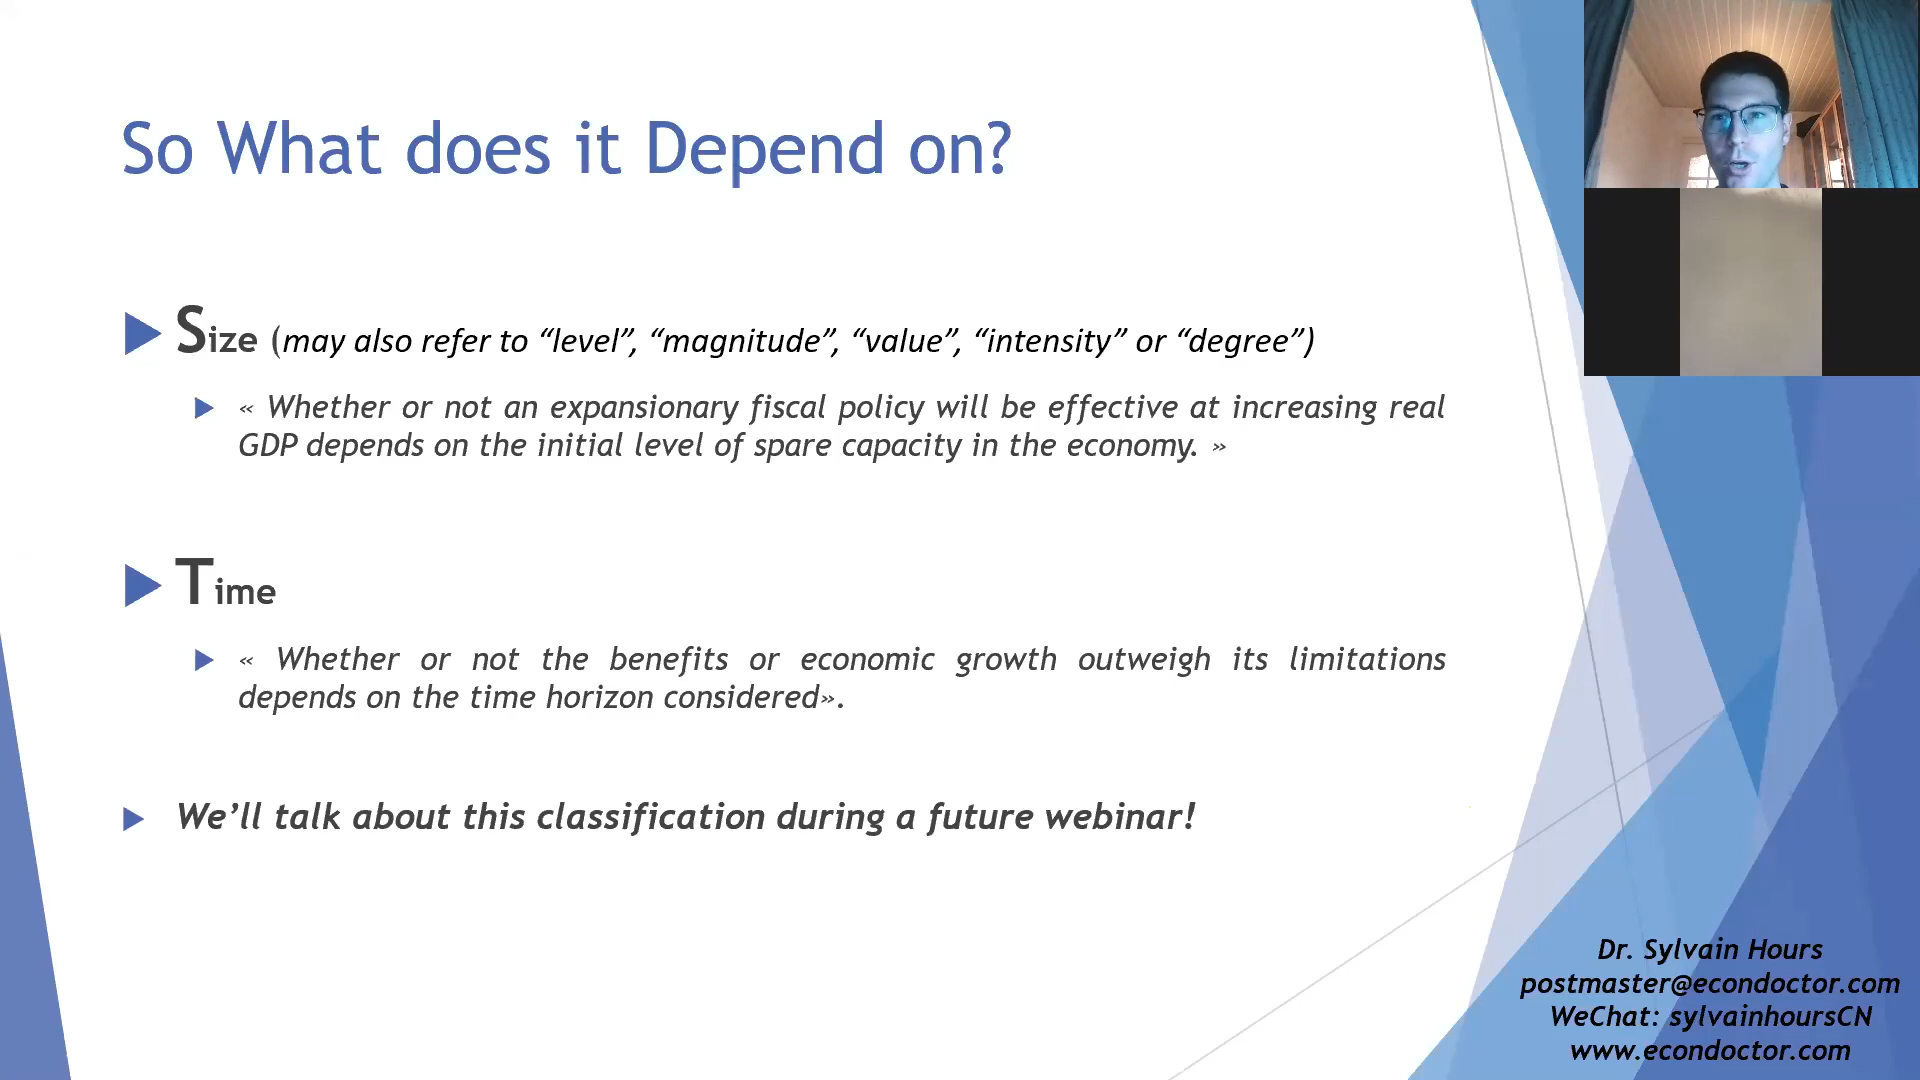 So What does it Depend on?
Size (may also refer to “level”, “magnitude”, “value”, “intensity” or “degree”)
« Whether or not an expansionary fiscal policy will be effective at increasing real
GDP depends on the initial level of spare capacity in the economy. »
Time
« Whether or not the benefits or economic growth outweigh its limitations
depends on the time horizon considered».
We’ll talk about this classification during a future webinar!
Dr. Sylvain Hours
postmaster@econdoctor.com
WeChat: sylvainhoursCN
www.econdoctor.com